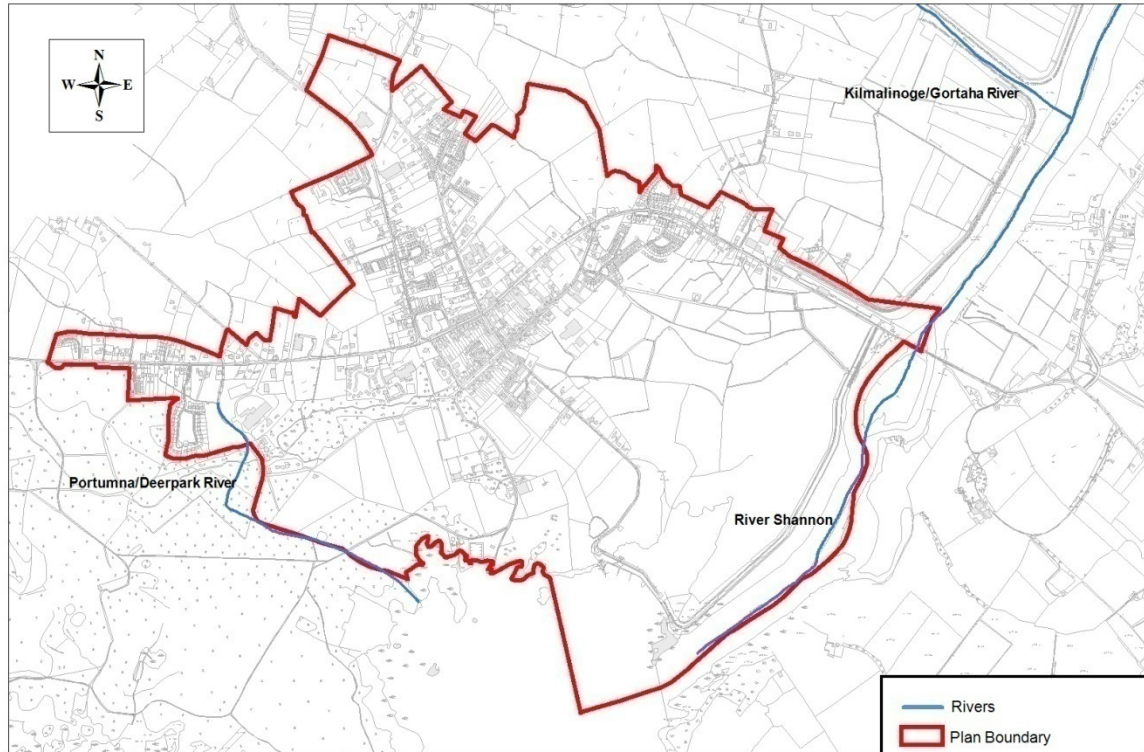 N
W E
S
Kilmalinoge/Gortaha River
Portumna/Deerpark River
River Shannon
Rivers
Plan Boundary